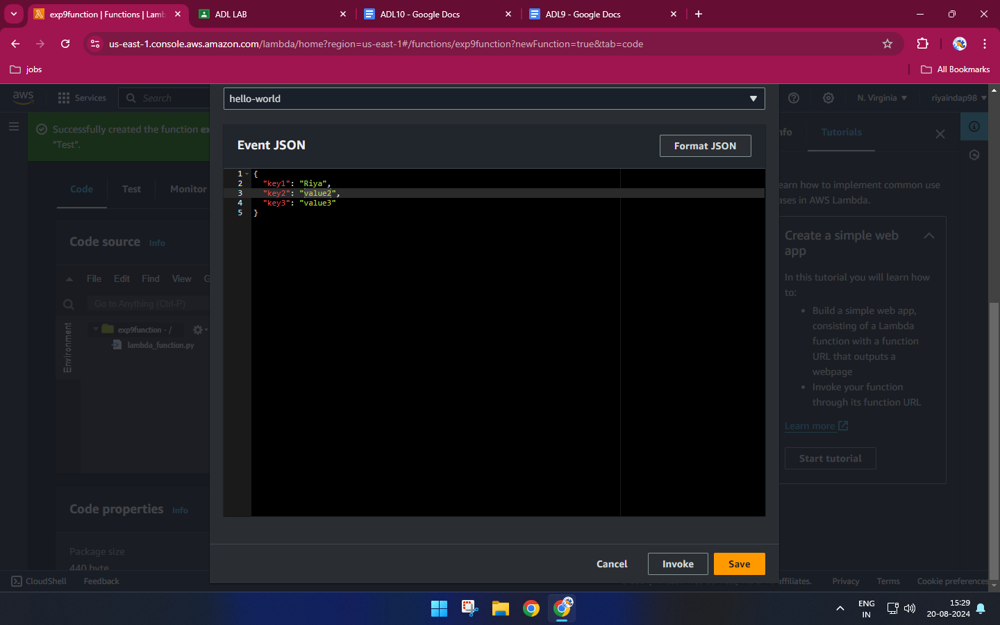 exp9function | Functions | Lamb
ADL LAB
ADL10 - Google Docs
ADL9 - Google Docs
us-east-1.console.aws.amazon.com/lambda/home?region=us-east-1#/functions/exp9function?newFunction=true&tab=code
jobs
All Bookmarks
aws
Services
Search
N. Virginia
riyaindap98
hello-world
Successfully created the function ex
"Test".
Event JSON
Format JSON
nfo
Tutorials
1 {
2 "key1": "Riya",
3 "key2": "value2",
4 "key3": "value3"
5 }
Code
Test
Monitor
earn how to implement common use
ases in AWS Lambda.
Code source
Info
File
Edit
Find
View
G
Go to Anything (Ctrl-P)
Environment
exp9function - /
lambda_function.py
Create a simple web
app
In this tutorial you will learn how
to:
• Build a simple web app,
consisting of a Lambda
function with a function
URL that outputs a
webpage
• Invoke your function
through its function URL
Learn more
Start tutorial
Code properties
Info
Package size
440 byte
Cancel
Invoke
Save
CloudShell
Feedback
affiliates.
Privacy
Terms
Cookie preferences
ENG
IN
15:29
20-08-2024